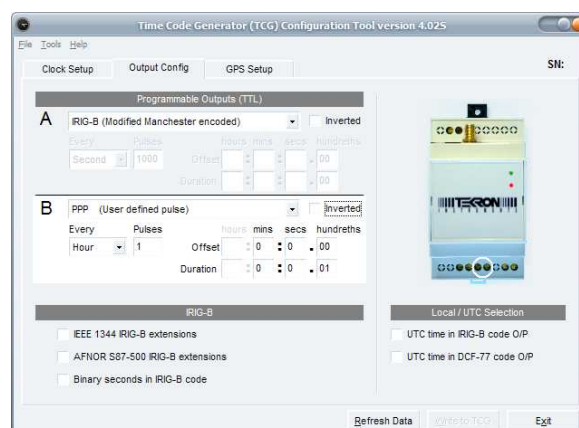 Time Code Generator (TCG) Configuration Tool version 4.025
File Tools Help
Clock Setup Output Config GPS Setup SN:
Programmable Outputs (TTL)
A IRIG-B (Modified Manchester encoded) Inverted
Every Pulses hours mins secs hundreths
Second 1000 Offset : : . 00
Duration : : . 00
B PPP (User defined pulse) Inverted
Every Pulses hours mins secs hundreths
Hour 1 Offset : 0 : 0 . 00
Duration : 0 : 0 . 01
TEKRON
IRIG-B
IEEE 1344 IRIG-B extensions
AFNOR S87-500 IRIG-B extensions
Binary seconds in IRIG-B code
Local / UTC Selection
UTC time in IRIG-B code O/P
UTC time in DCF-77 code O/P
Refresh Data Write to TCG Exit